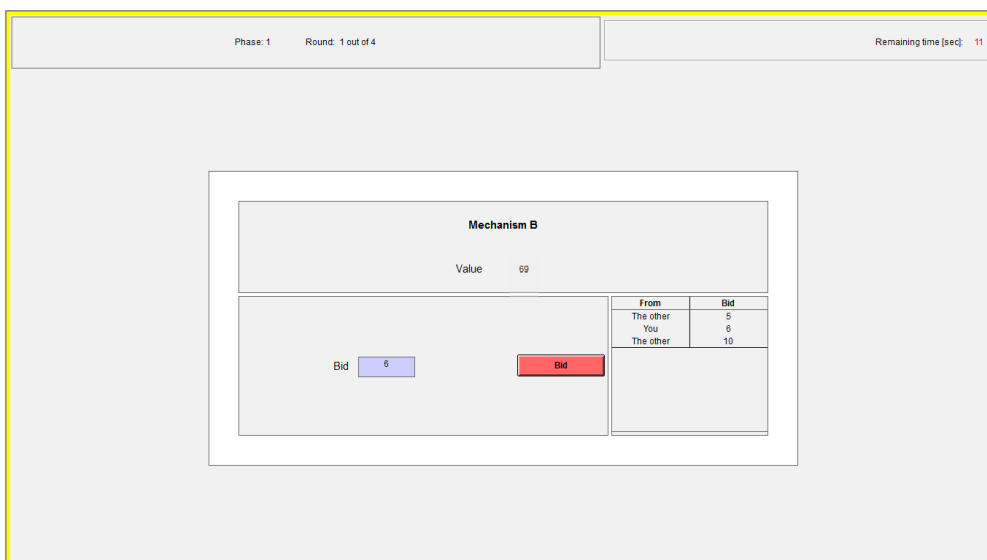 Phase: 1 Round: 1 out of 4
Remaining time [sec]: 11
Mechanism B
Value 69
Bid 6
Bid
From Bid
The other 5
You 6
The other 10